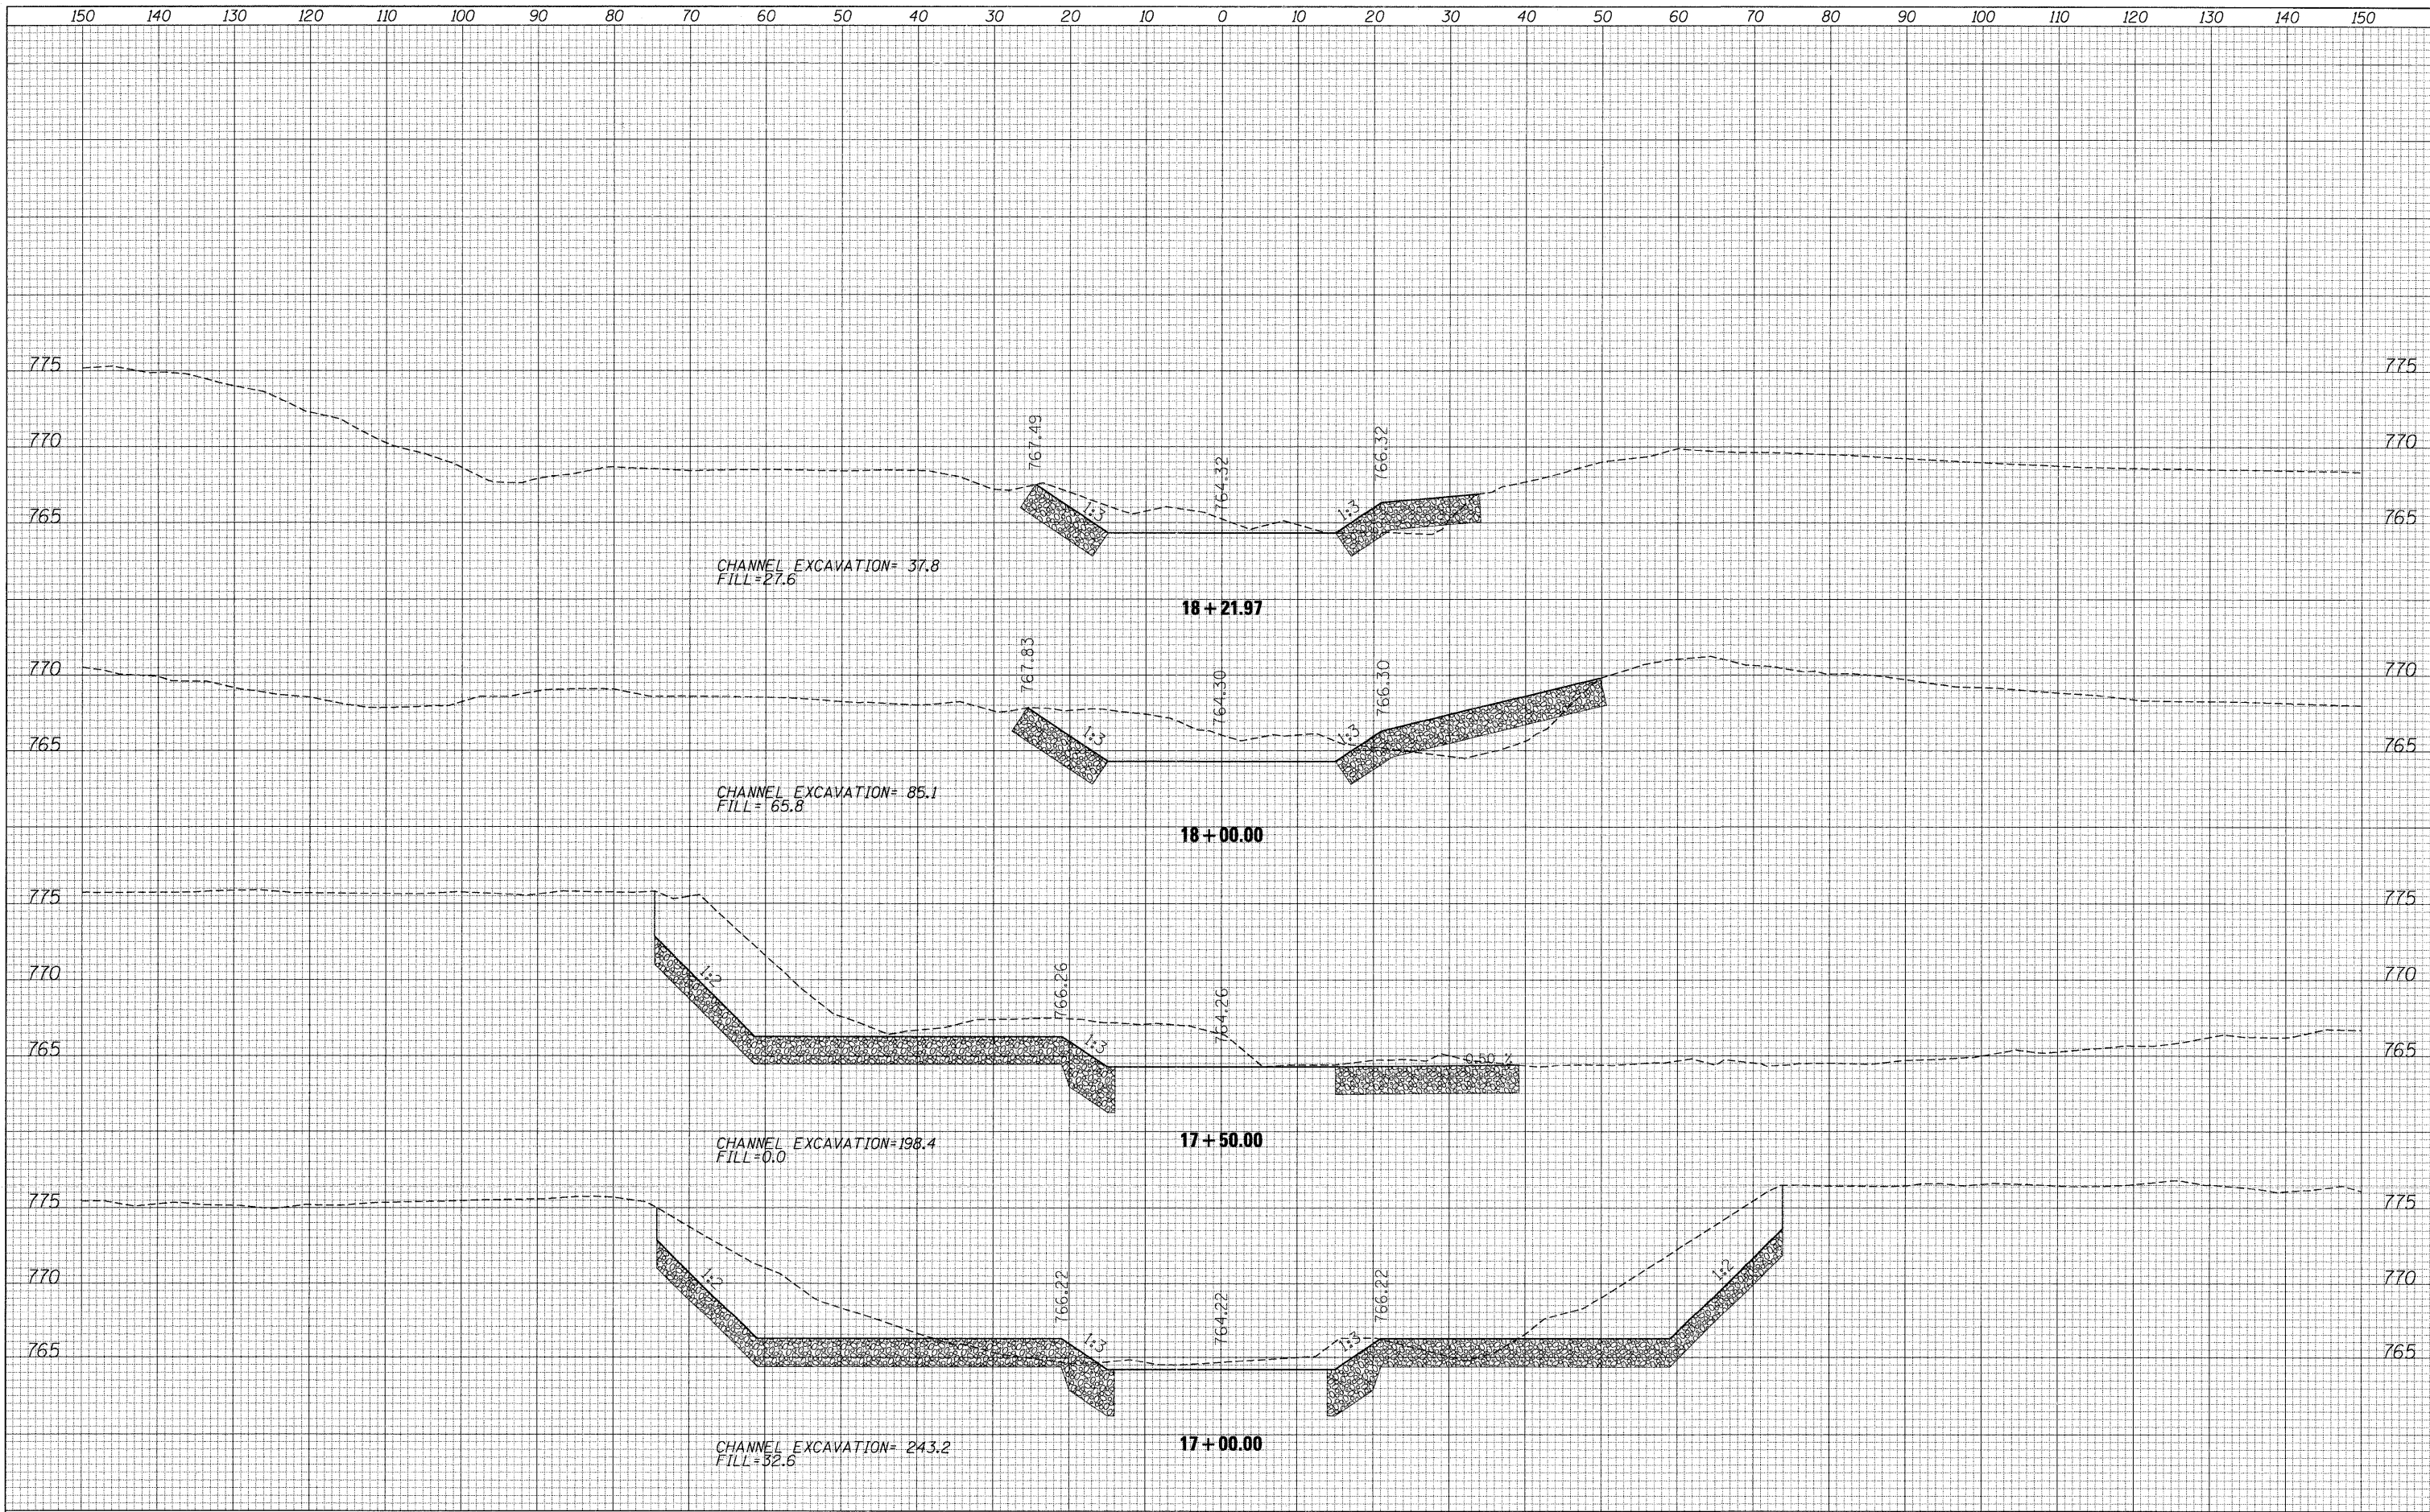 150 140 130 120 110 100 90 80 70 60 50 40 30 20 10 0 10 20 30 40 50 60 70 80 90 100 110 120 130 140 150
775 775
770 767.49 766.32 770
764.32
765 1:3 1:3 765
CHANNEL EXCAVATION= 37.8
FILL=27.6
18+21.97
770 767.83 764.30 766.30 770
765 1:3 1:3 765
CHANNEL EXCAVATION= 85.1
FILL= 65.8
18+00.00
775 775
770 1:2 766.26 770
764.26
765 1:3 0.50 % 765
CHANNEL EXCAVATION=198.4
FILL=0.0
17+50.00
775 775
770 1:2 766.22 764.22 766.22 1:2 770
765 1:3 1:3 765
CHANNEL EXCAVATION= 243.2
FILL=32.6
17+00.00